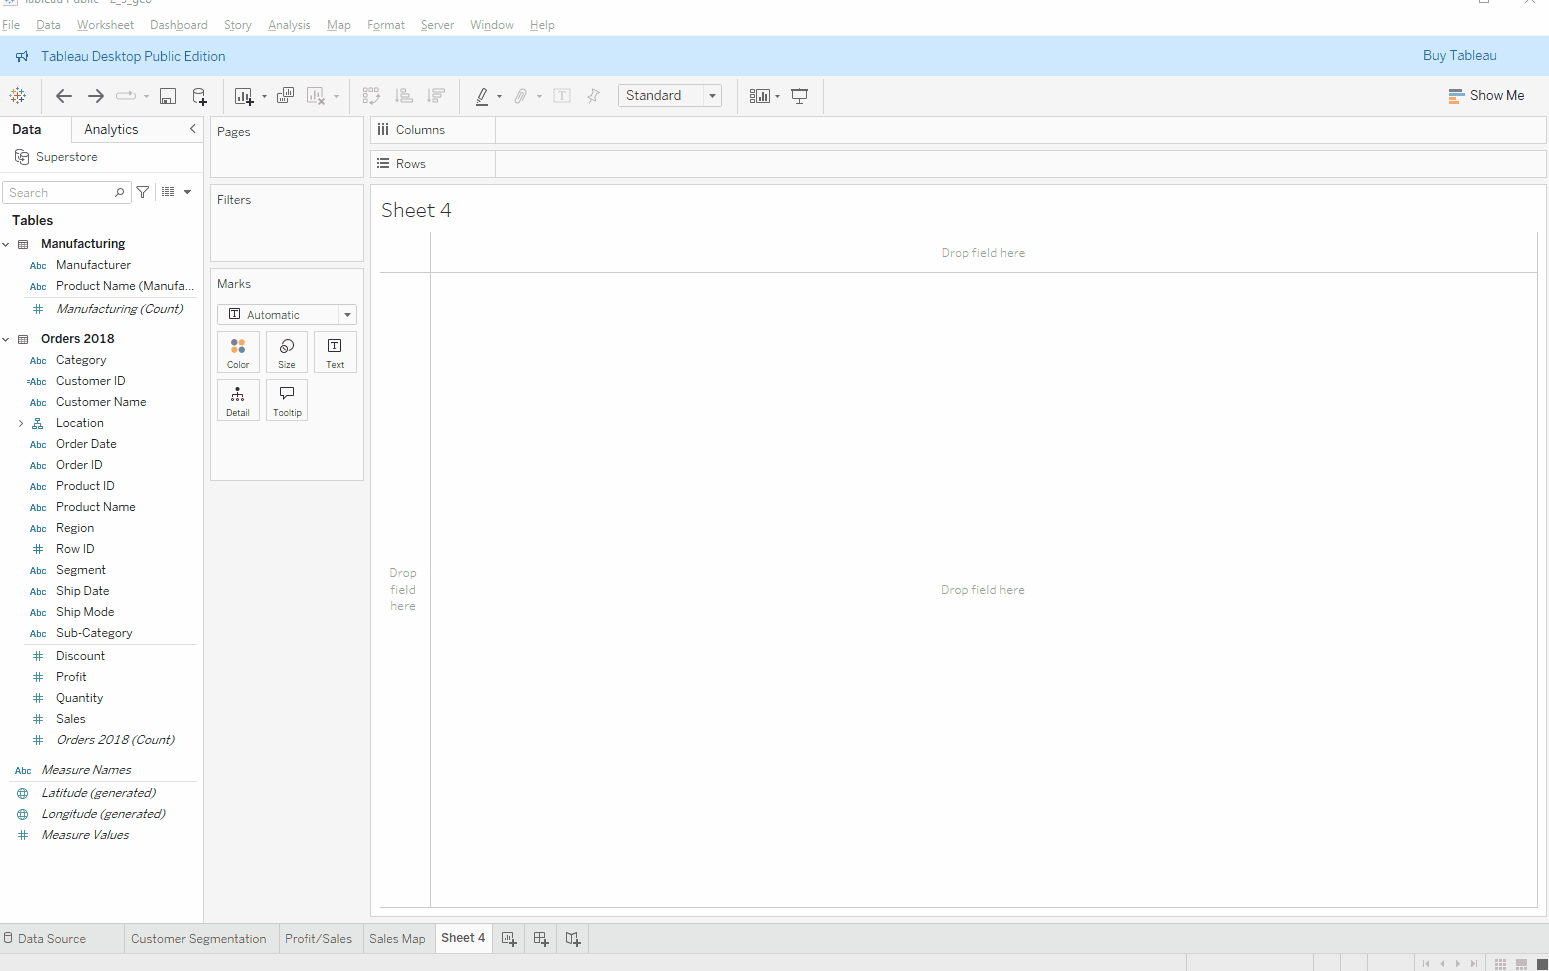 File Data Worksheet Dashboard Story Analysis Map Format Server Window Help
Tableau Desktop Public Edition
Buy Tableau
Standard
Show Me
Data
Analytics
Superstore
Search
Tables
Manufacturing
Abc Manufacturer
Abc Product Name (Manufa...
# Manufacturing (Count)
Orders 2018
Abc Category
=Abc Customer ID
Abc Customer Name
Location
Abc Order Date
Abc Order ID
Abc Product ID
Abc Product Name
Abc Region
# Row ID
Abc Segment
Abc Ship Date
Abc Ship Mode
Abc Sub-Category
# Discount
# Profit
# Quantity
# Sales
# Orders 2018 (Count)
Abc Measure Names
Latitude (generated)
Longitude (generated)
# Measure Values
Pages
Filters
Marks
Automatic
Color
Size
Text
Detail
Tooltip
Columns
Rows
Sheet 4
Drop field here
Drop
field
here
Drop field here
Data Source
Customer Segmentation
Profit/Sales
Sales Map
Sheet 4